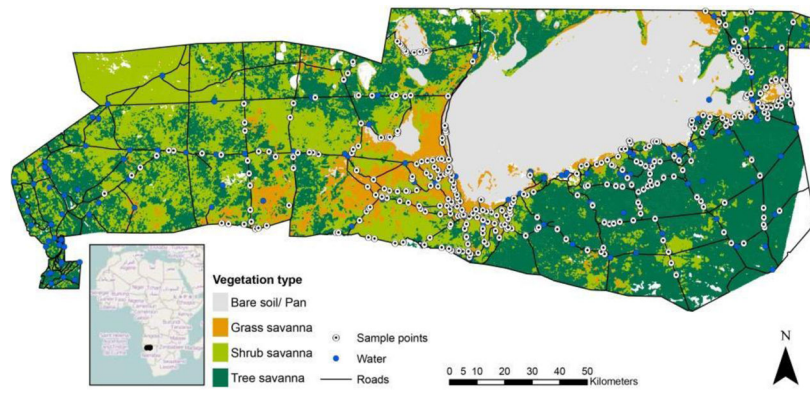 Vegetation type
Bare soil/ Pan
Grass savanna
Shrub savanna
Tree savanna
Sample points
Water
Roads
N
0 5 10 20 30 40 50
Kilometers